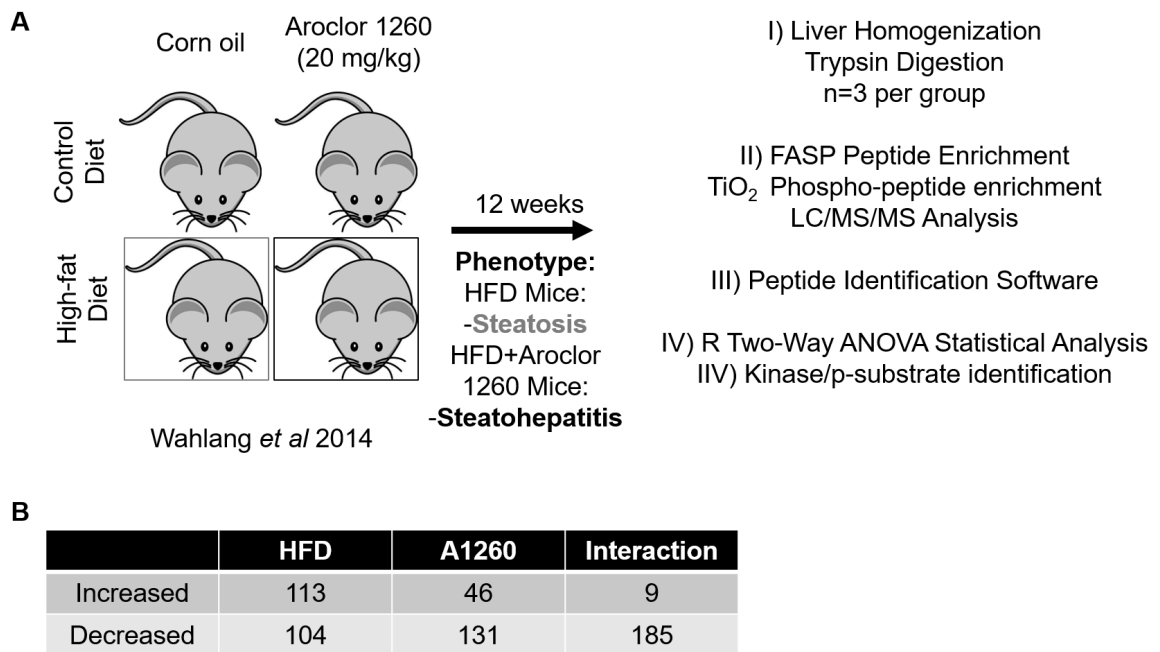 A
Corn oil
Aroclor 1260
(20 mg/kg)
Control
Diet
High-fat
Diet
Wahlang et al 2014
12 weeks
Phenotype:
HFD Mice:
-Steatosis
HFD+Aroclor
1260 Mice:
-Steatohepatitis
I) Liver Homogenization
Trypsin Digestion
n=3 per group
II) FASP Peptide Enrichment
TiO₂ Phospho-peptide enrichment
LC/MS/MS Analysis
III) Peptide Identification Software
IV) R Two-Way ANOVA Statistical Analysis
IIV) Kinase/p-substrate identification
B
HFD A1260 Interaction
Increased 113 46 9
Decreased 104 131 185